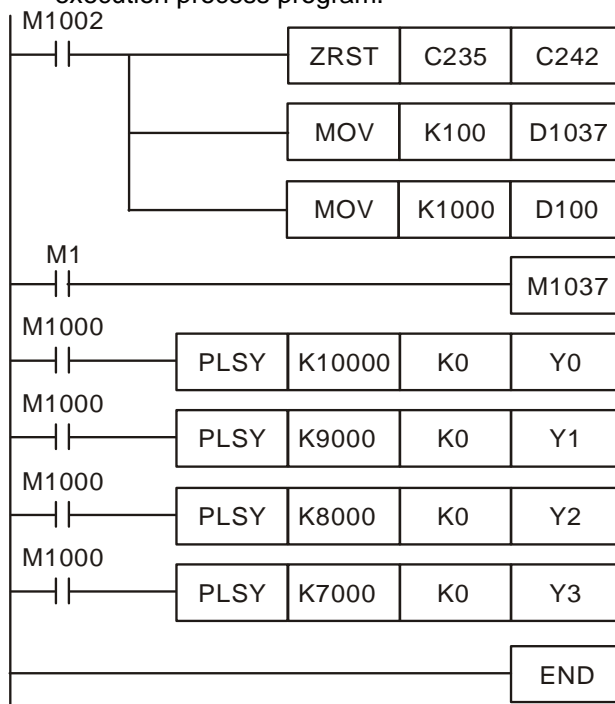 execution process program.
M1002
ZRST C235 C242
MOV K100 D1037
MOV K1000 D100
M1
M1037
M1000
PLSY K10000 K0 Y0
M1000
PLSY K9000 K0 Y1
M1000
PLSY K8000 K0 Y2
M1000
PLSY K7000 K0 Y3
END